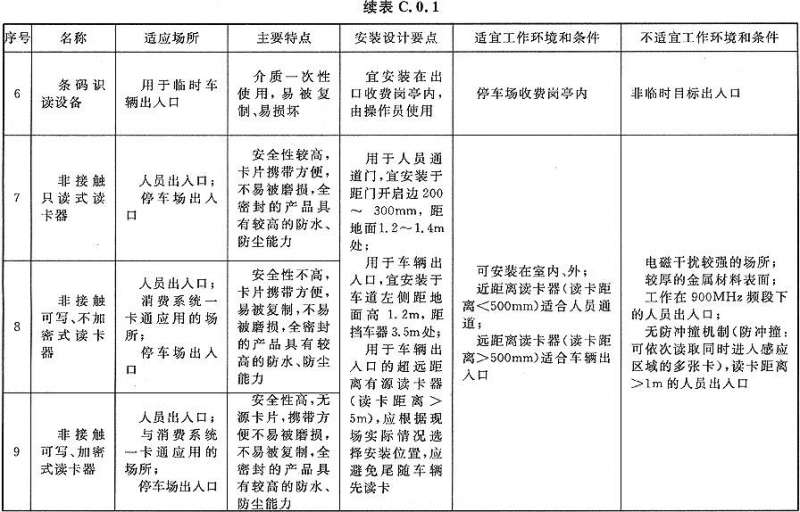 续表 C.0.1
序号 名称 适应场所 主要特点 安装设计要点 适宜工作环境和条件 不适宜工作环境和条件
6
条码识
读设备
用于临时车
辆出入口
介质一次性
使用,易被复
制、易损坏
宜安装在出
口收费岗亭内,
由操作员使用
停车场收费岗亭内
非临时目标出入口
7
非接触
只读式读
卡器
人员出入口;
停车场出入
口
安全性较高,
卡片携带方便,
不易被磨损,全
密封的产品具
有较高的防水、
防尘能力
用于人员通
道门,宜安装于
距门开启边200
～300mm,距
地面1.2～1.4m
处;
用于车辆出
入口,宜安装于
车道左侧距地
面高 1.2m,距
挡车器3.5m处;
用于车辆出
入口的超远距
离有源读卡器
(读卡距离＞
5m),应根据现
场实际情况选
择安装位置,应
避免尾随车辆
先读卡
可安装在室内、外;
近距离读卡器(读卡距
离＜500mm)适合人员通
道;
远距离读卡器(读卡距
离＞500mm)适合车辆出
入口
电磁干扰较强的场所;
较厚的金属材料表面;
工作在900MHz频段下
的人员出入口;
无防冲撞机制(防冲撞:
可依次读取同时进入感应
区域的多张卡),读卡距离
＞1m的人员出入口
8
非接触
可写、不加
密式读卡
器
人员出入口;
消费系统一
卡通应用的场
所;
停车场出入口
安全性不高,
卡片携带方便,
易被复制,不易
被磨损,全密封
的产品具有较
高的防水、防尘
能力
9
非接触
可写、加密
式读卡器
人员出入口;
与消费系统
一卡通应用的
场所;
停车场出入口
安全性高,无
源卡片,携带方
便不易被磨损,
不易被复制,全
密封的产品具
有较高的防水、
防尘能力